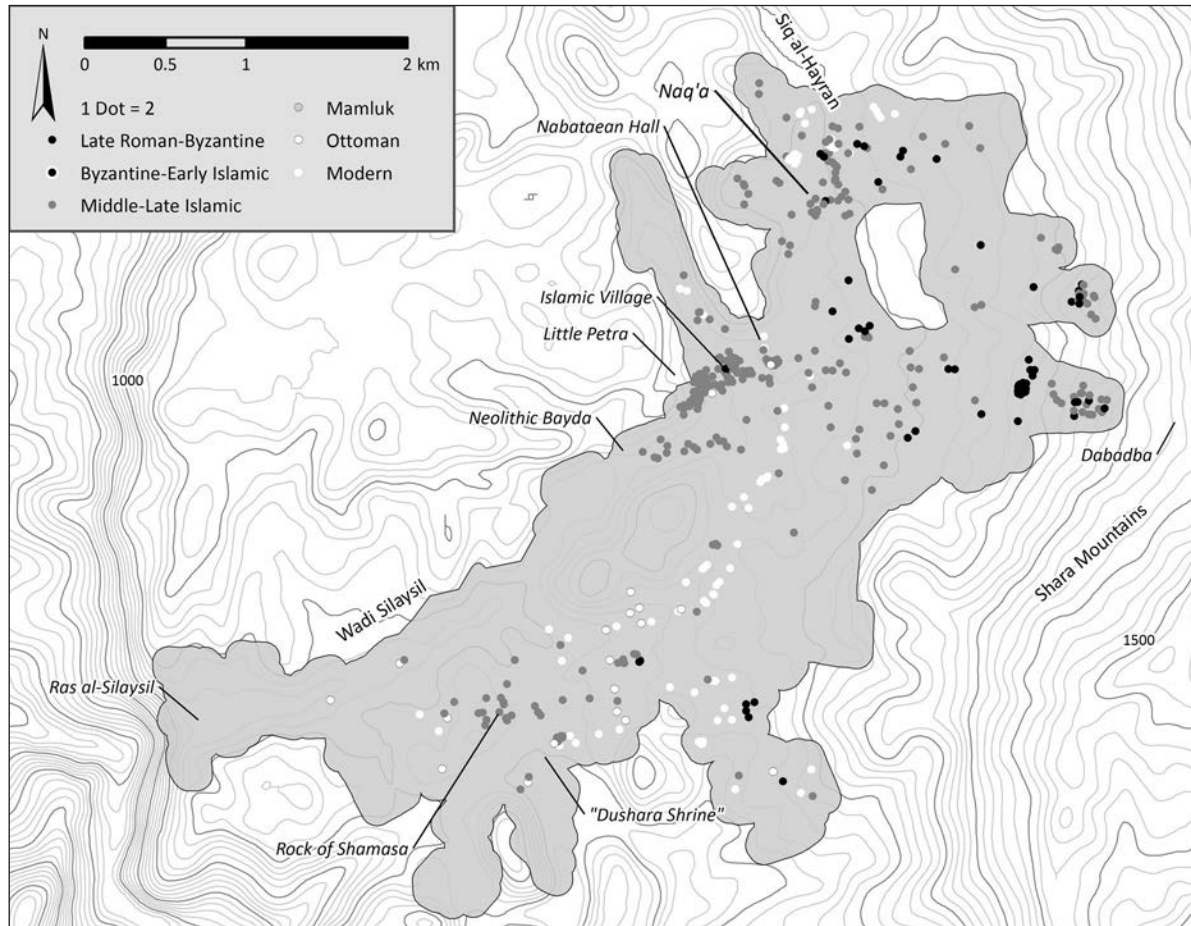 N
0 0.5 1 2 km
1 Dot = 2
Late Roman-Byzantine
Byzantine-Early Islamic
Middle-Late Islamic
Mamluk
Ottoman
Modern
Siq al-Hayran
Naq'a
Nabataean Hall
Islamic Village
Little Petra
1000
Neolithic Bayda
Dabadba
Shara Mountains
Wadi Silaysil
1500
Ras al-Silaysil
"Dushara Shrine"
Rock of Shamasa